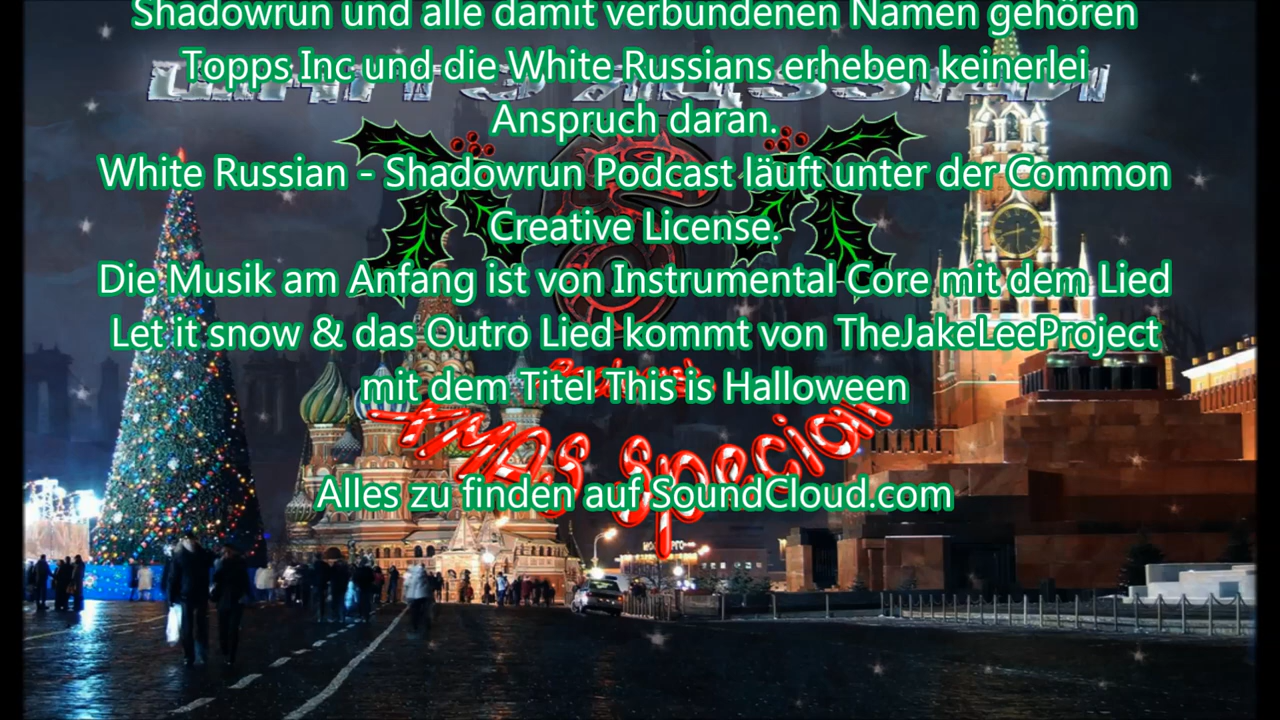 Shadowrun und alle damit verbundenen Namen gehören
Topps Inc und die White Russians erheben keinerlei
Anspruch daran.
White Russian - Shadowrun Podcast läuft unter der Common
Creative License.
Die Musik am Anfang ist von Instrumental Core mit dem Lied
Let it snow & das Outro Lied kommt von TheJakeLeeProject
mit dem Titel This is Halloween
XMAS Special
Alles zu finden auf SoundCloud.com